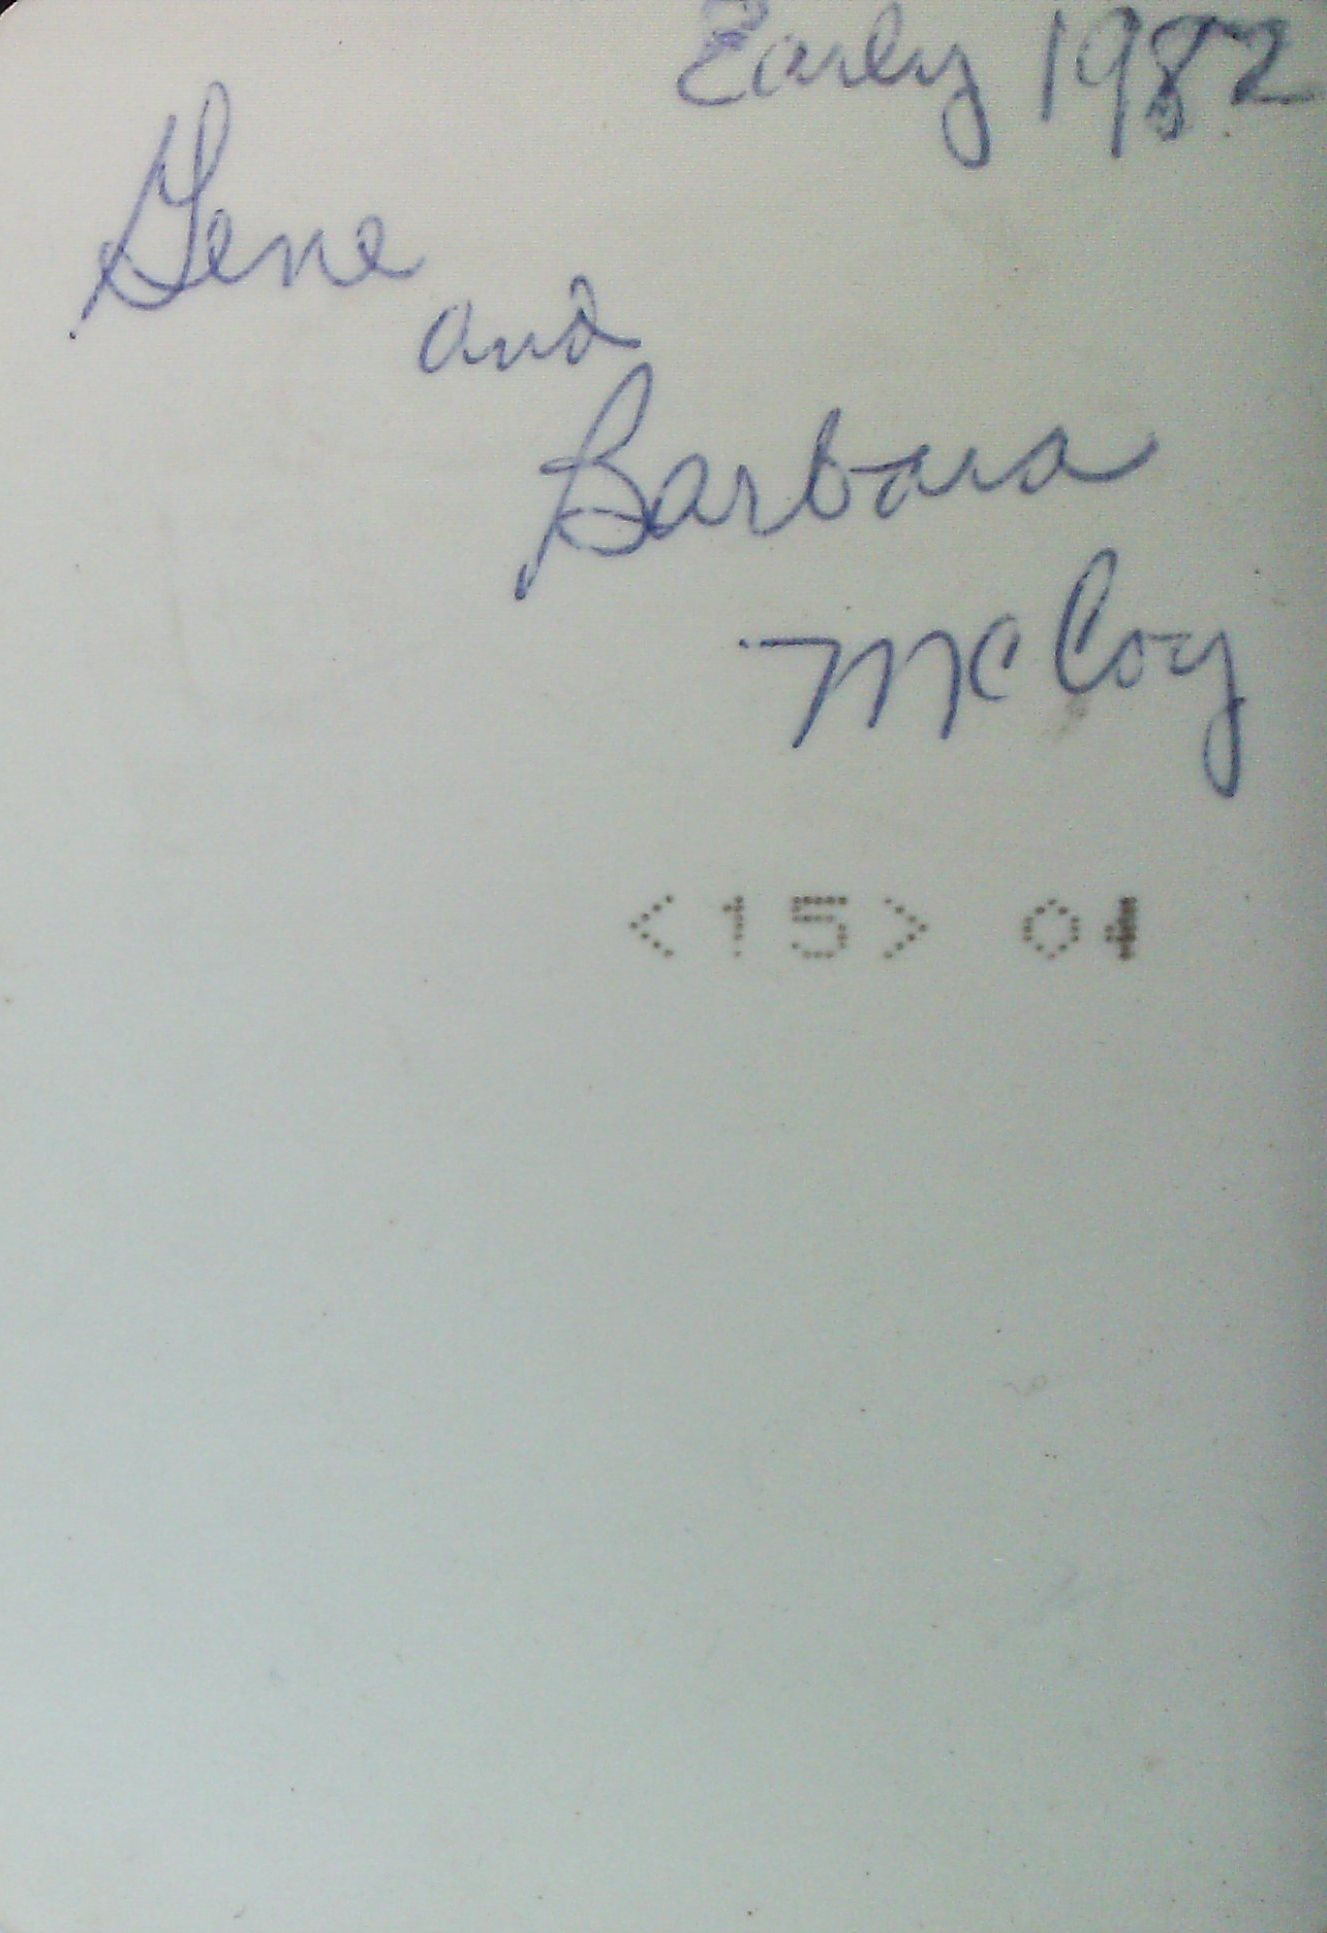 Early 1982
Gene
and
Barbara
McCoy
<15> 04